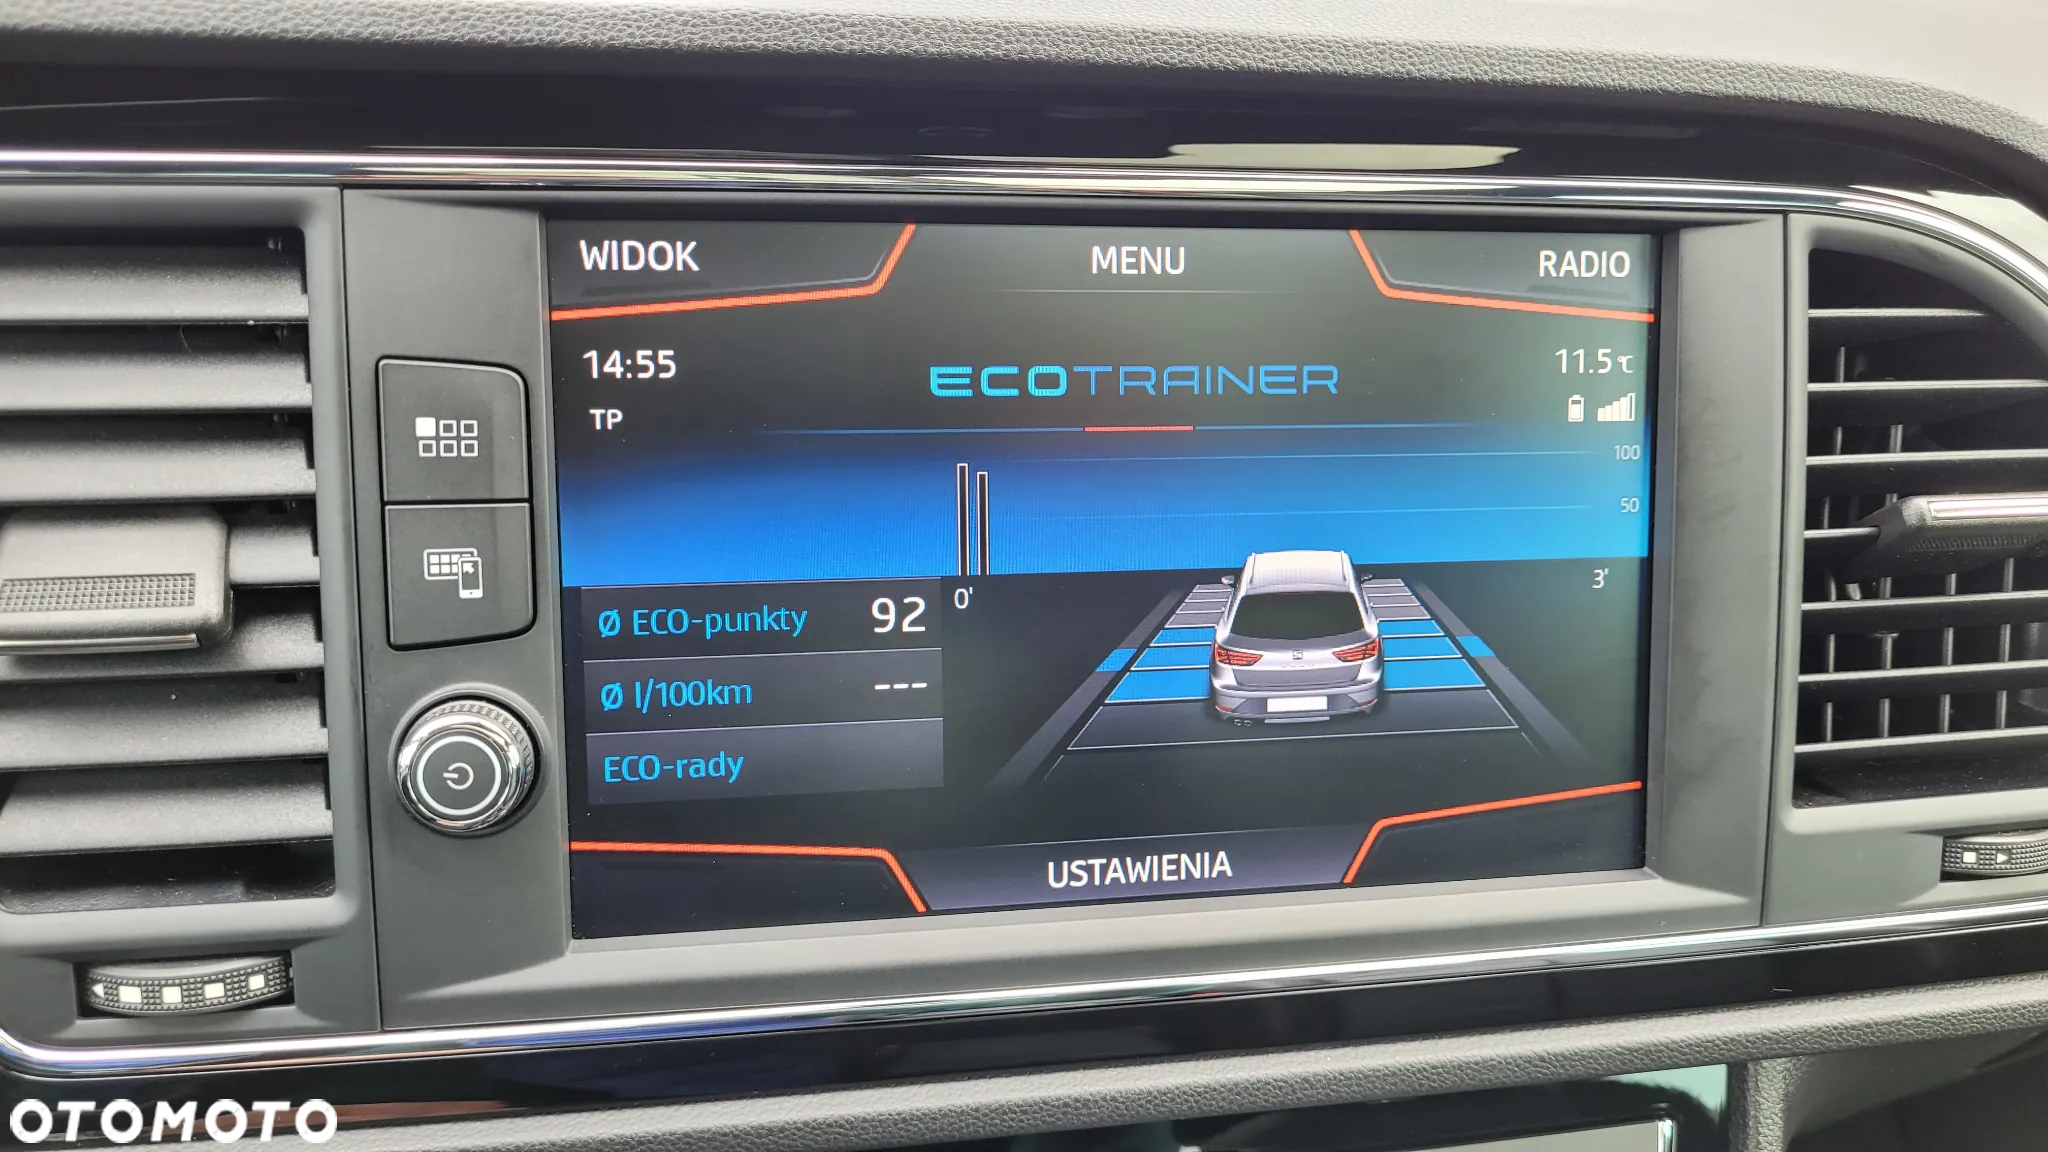 WIDOK MENU RADIO
14:55 ECOTRAINER 11.5°C
TP
100
50
Ø ECO-punkty 92 0' 3'
Ø l/100km ---
ECO-rady
USTAWIENIA
OTOMOTO